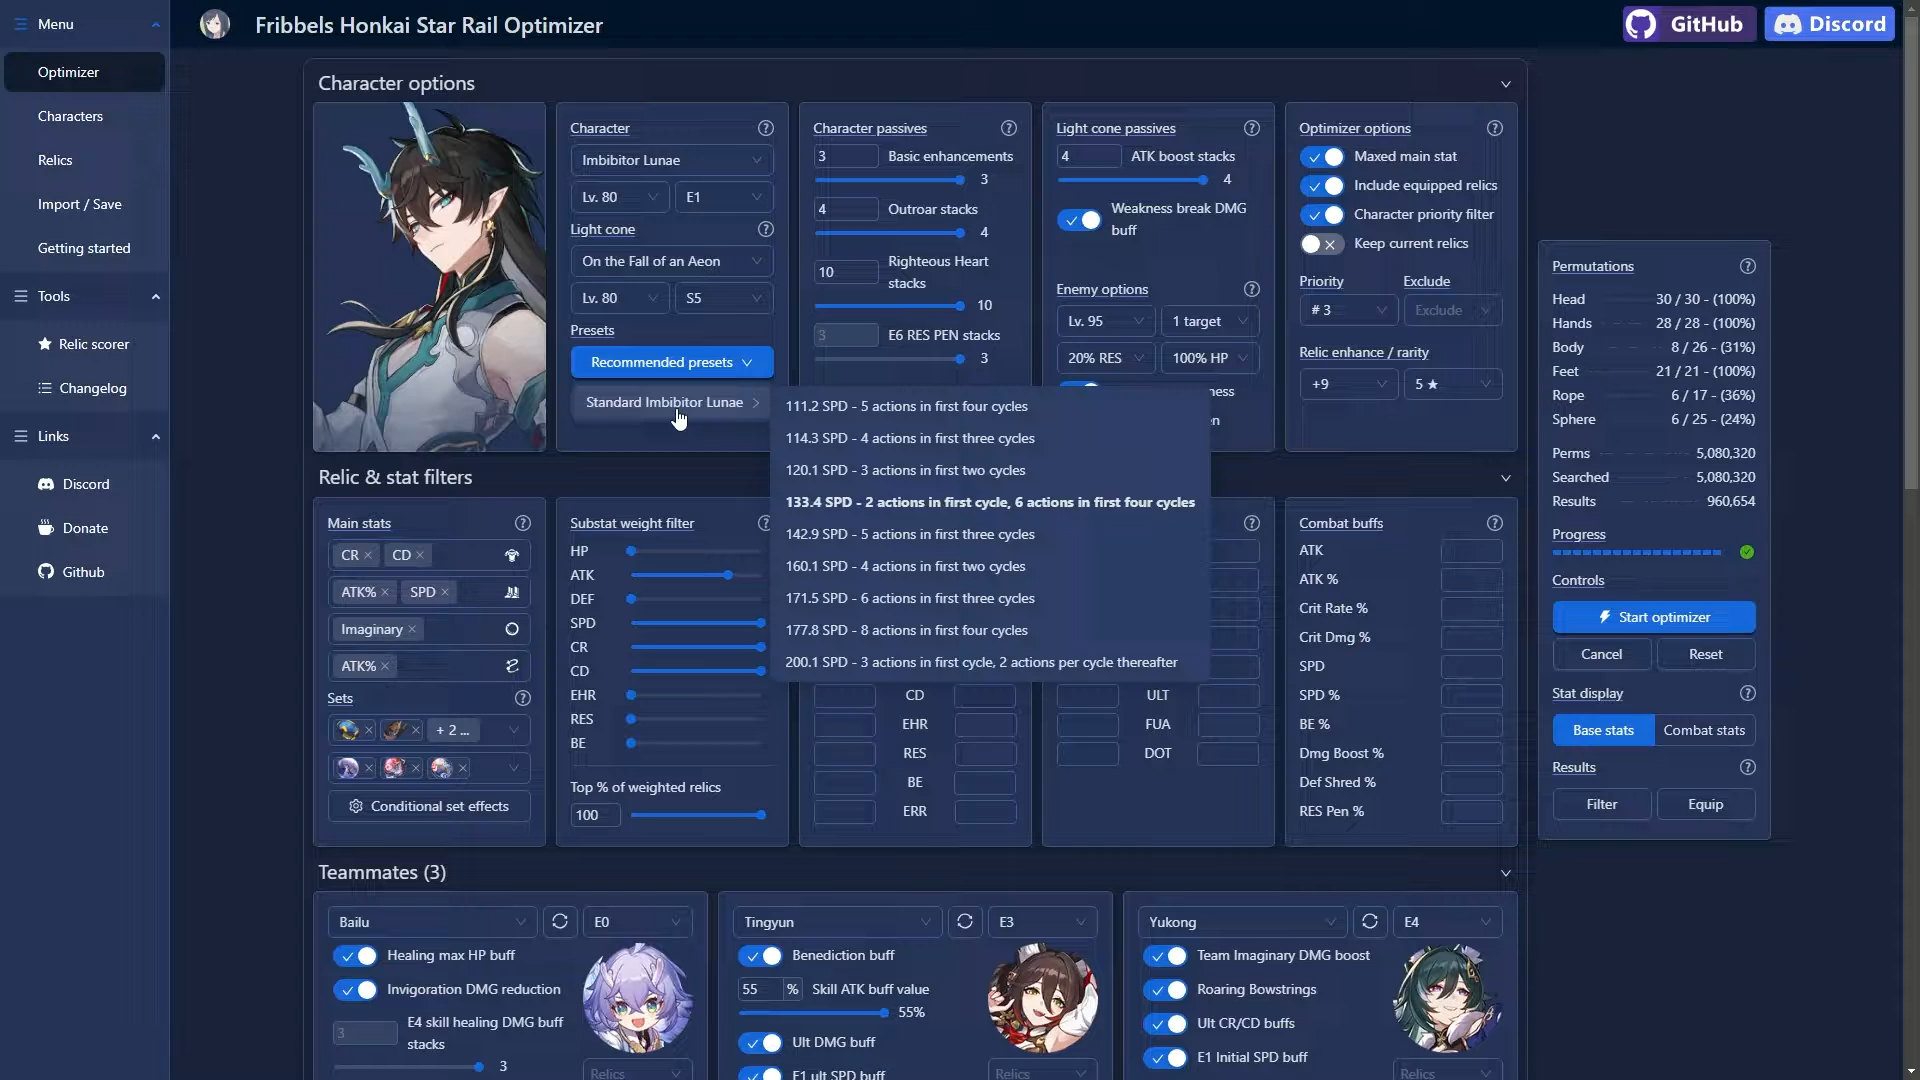 Menu
Optimizer
Characters
Relics
Import / Save
Getting started
Tools
Relic scorer
Changelog
Links
Discord
Donate
Github
Fribbels Honkai Star Rail Optimizer
GitHub
Discord
Character options
Character
Imbibitor Lunae
Lv. 80
E1
Light cone
On the Fall of an Aeon
Lv. 80
S5
Presets
Recommended presets
Standard Imbibitor Lunae
Character passives
3 Basic enhancements
3
4 Outroar stacks
4
10 Righteous Heart
stacks
10
3 E6 RES PEN stacks
3
Light cone passives
4 ATK boost stacks
4
Weakness break DMG
buff
Enemy options
Lv. 95
1 target
20% RES
100% HP
Optimizer options
Maxed main stat
Include equipped relics
Character priority filter
Keep current relics
Priority
Exclude
# 3
Exclude
Relic enhance / rarity
+9
5 ★
111.2 SPD - 5 actions in first four cycles
114.3 SPD - 4 actions in first three cycles
120.1 SPD - 3 actions in first two cycles
133.4 SPD - 2 actions in first cycle, 6 actions in first four cycles
142.9 SPD - 5 actions in first three cycles
160.1 SPD - 4 actions in first two cycles
171.5 SPD - 6 actions in first three cycles
177.8 SPD - 8 actions in first four cycles
200.1 SPD - 3 actions in first cycle, 2 actions per cycle thereafter
Relic & stat filters
Main stats
CR
CD
ATK%
SPD
Imaginary
ATK%
Sets
+ 2 ...
Conditional set effects
Substat weight filter
HP
ATK
DEF
SPD
CR
CD
EHR
RES
BE
Top % of weighted relics
100
CD
EHR
RES
BE
ERR
ULT
FUA
DOT
Combat buffs
ATK
ATK %
Crit Rate %
Crit Dmg %
SPD
SPD %
BE %
Dmg Boost %
Def Shred %
RES Pen %
Permutations
Head 30 / 30 - (100%)
Hands 28 / 28 - (100%)
Body 8 / 26 - (31%)
Feet 21 / 21 - (100%)
Rope 6 / 17 - (36%)
Sphere 6 / 25 - (24%)
Perms 5,080,320
Searched 5,080,320
Results 960,654
Progress
Controls
Start optimizer
Cancel
Reset
Stat display
Base stats
Combat stats
Results
Filter
Equip
Teammates (3)
Bailu
E0
Healing max HP buff
Invigoration DMG reduction
3 E4 skill healing DMG buff
stacks
3
Relics
Tingyun
E3
Benediction buff
55 % Skill ATK buff value
55%
Ult DMG buff
E1 ult SPD buff
Relics
Yukong
E4
Team Imaginary DMG boost
Roaring Bowstrings
Ult CR/CD buffs
E1 Initial SPD buff
Relics